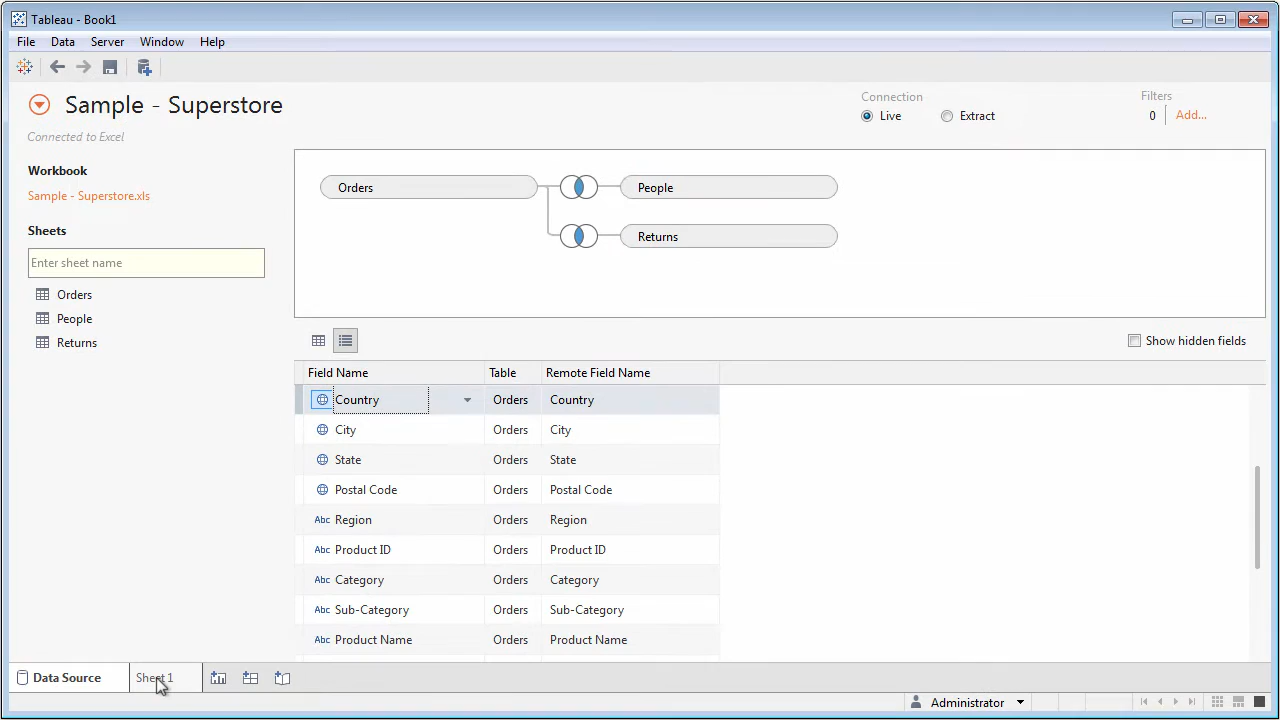 Tableau - Book1
File Data Server Window Help
Sample - Superstore
Connected to Excel
Connection
Live Extract
Filters
0 Add...
Workbook
Sample - Superstore.xls
Sheets
Enter sheet name
Orders
People
Returns
Orders People
Returns
Show hidden fields
Field Name Table Remote Field Name
Country Orders Country
City Orders City
State Orders State
Postal Code Orders Postal Code
Abc Region Orders Region
Abc Product ID Orders Product ID
Abc Category Orders Category
Abc Sub-Category Orders Sub-Category
Abc Product Name Orders Product Name
Data Source Sheet 1
Administrator